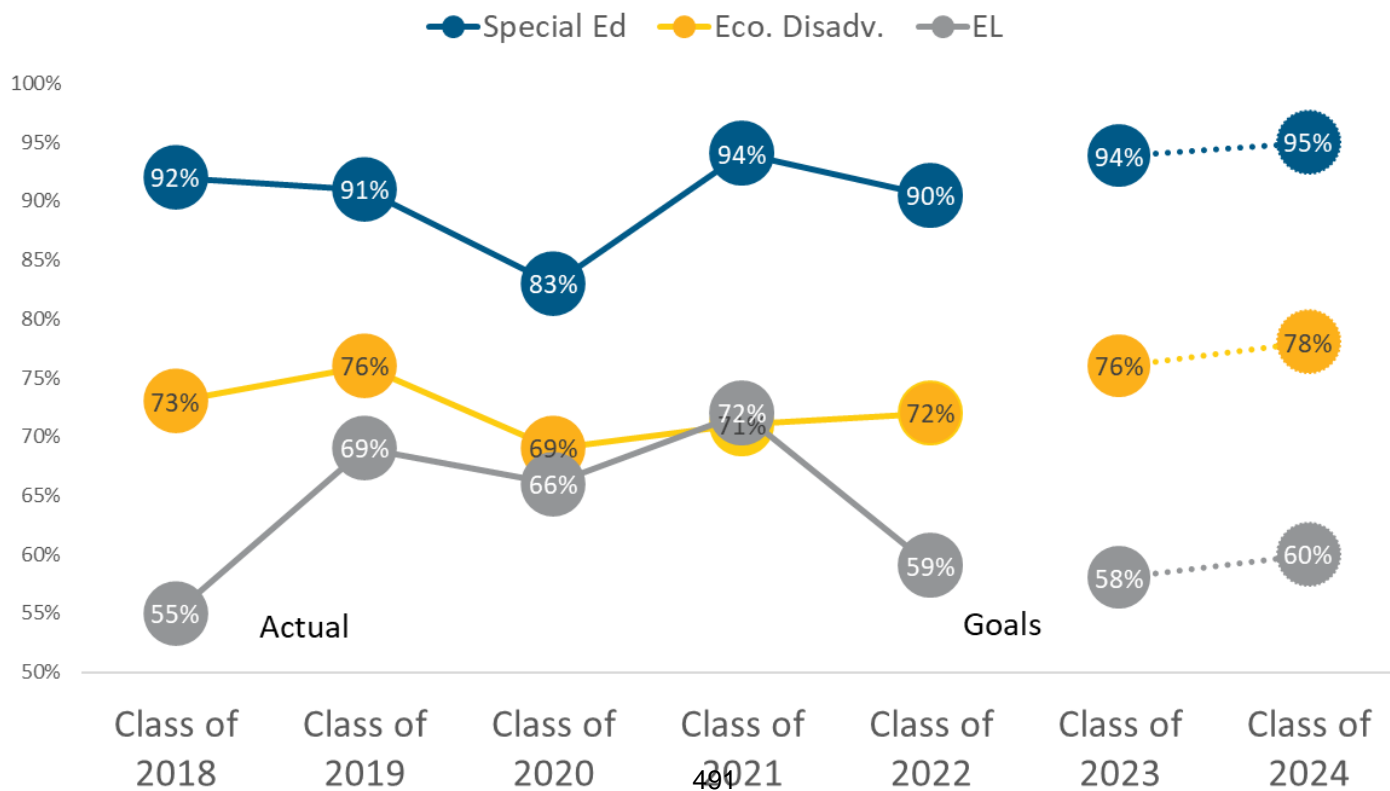 Special Ed Eco. Disadv. EL
100%
95%
90%
85%
80%
75%
70%
65%
60%
55%
50%
92% 91% 83% 94% 90% 94% 95%
73% 76% 69% 71% 72% 76% 78%
55% 69% 66% 72% 59% 58% 60%
Actual Goals
Class of 2018
Class of 2019
Class of 2020
Class of 2021
Class of 2022
Class of 2023
Class of 2024
491